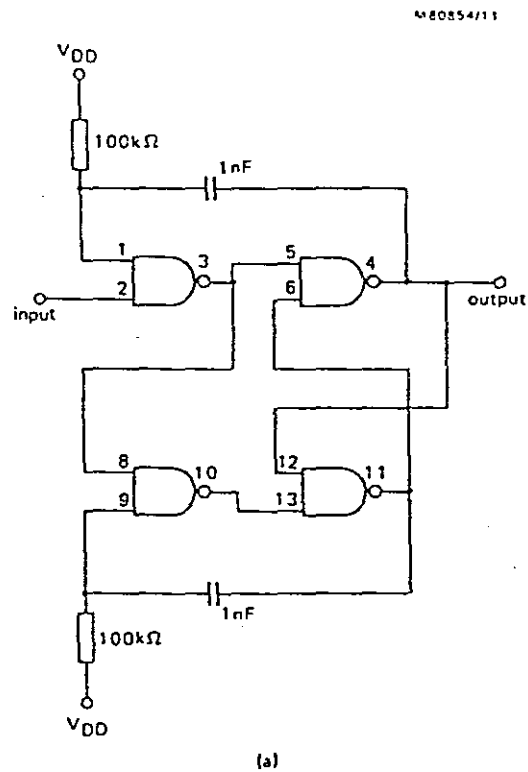 M80854/13
VDD
100kΩ
1nF
1
2
3
5
6
4
input
output
8
9
10
12
13
11
1nF
100kΩ
VDD
(a)